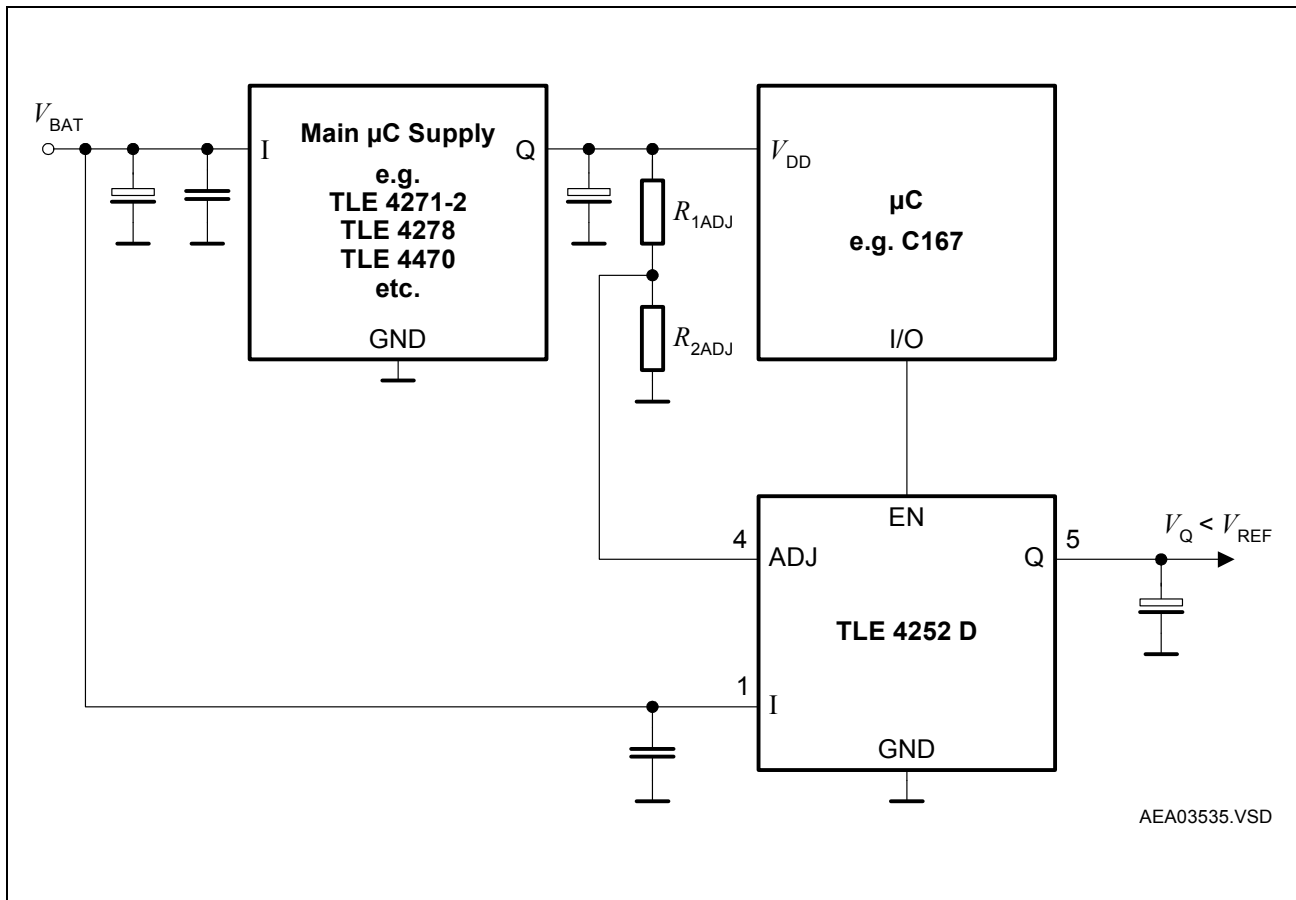 V_BAT
I
Main µC Supply
Q
e.g.
TLE 4271-2
TLE 4278
TLE 4470
etc.
GND
R_1ADJ
R_2ADJ
V_DD
µC
e.g. C167
I/O
EN
4
ADJ
Q
5
V_Q < V_REF
TLE 4252 D
1
I
GND
AEA03535.VSD